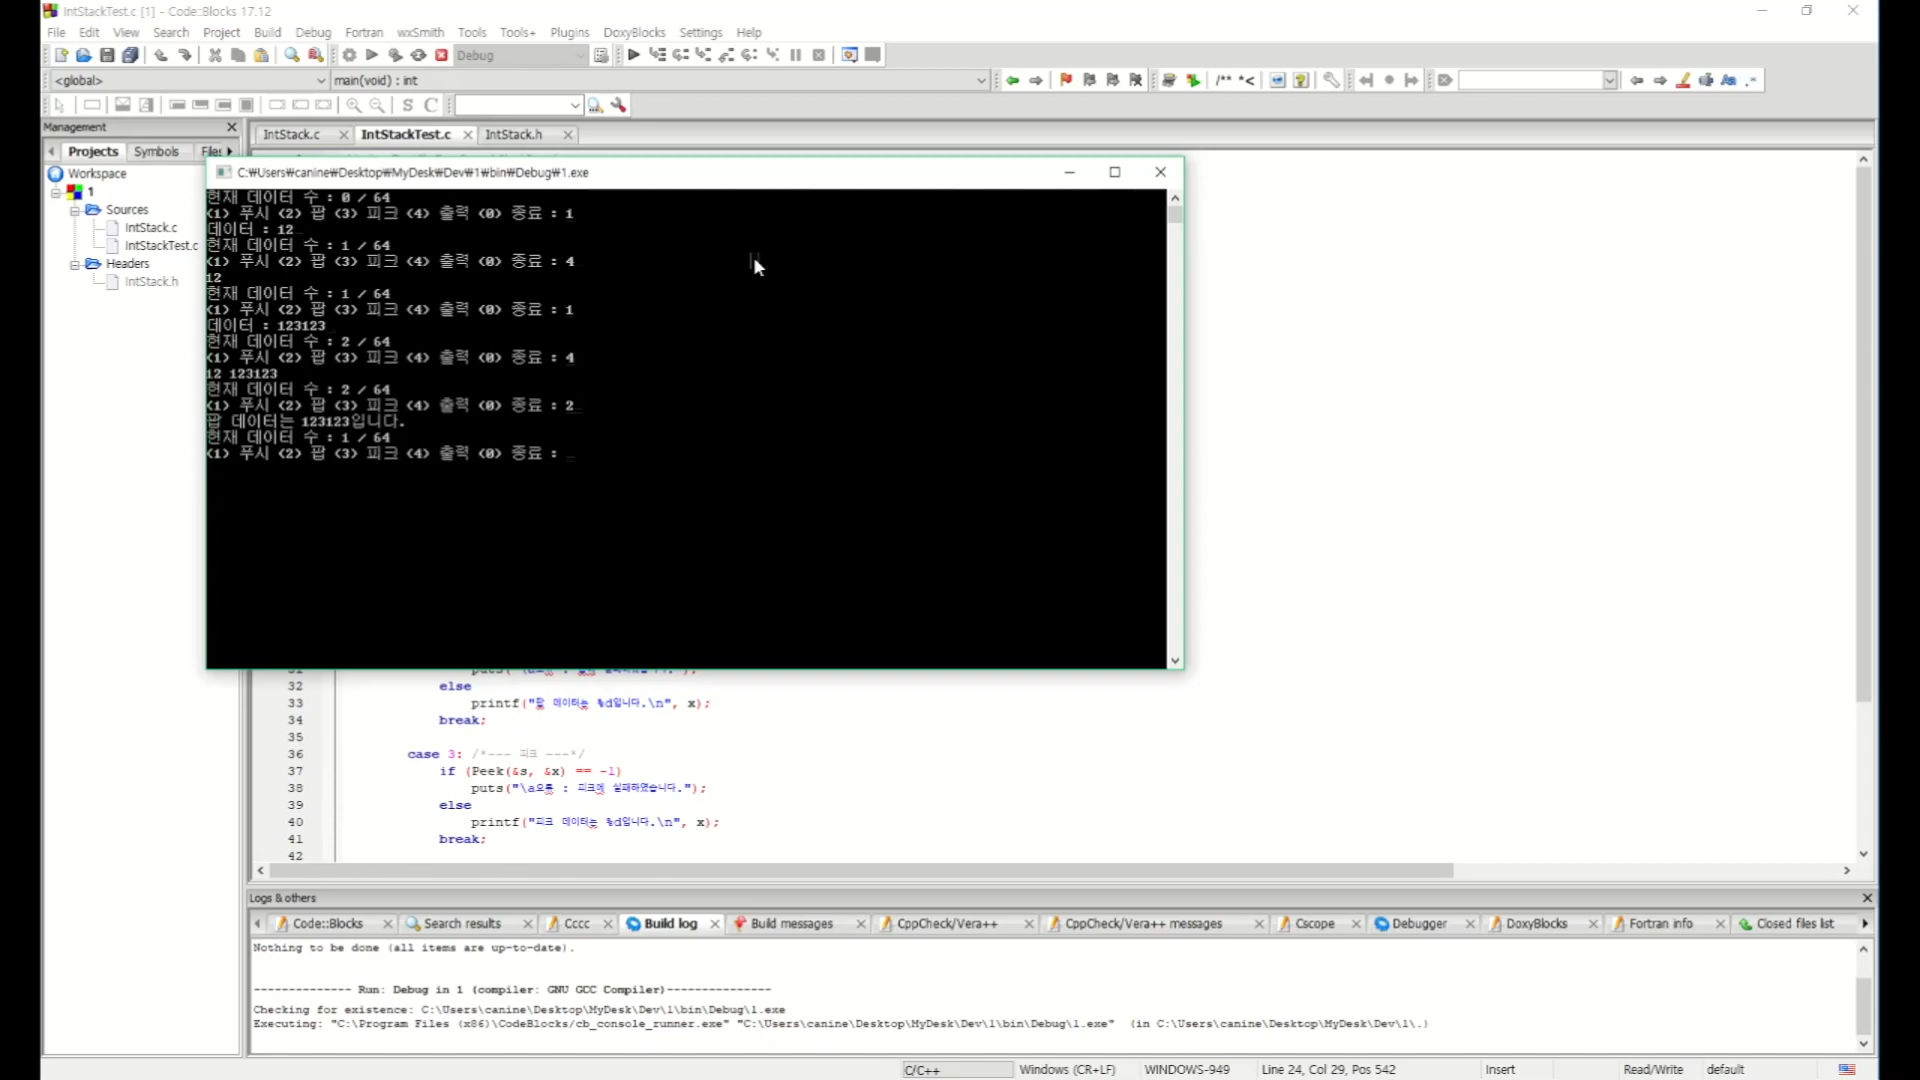 IntStackTest.c [1] - Code::Blocks 17.12
File Edit View Search Project Build Debug Fortran wxSmith Tools Tools+ Plugins DoxyBlocks Settings Help
Debug
<global> main(void) : int /** *<
S C
Management
Projects Symbols Files
Workspace
1
Sources
IntStack.c
IntStackTest.c
Headers
IntStack.h
IntStack.c IntStackTest.c IntStack.h
C:₩Users₩canine₩Desktop₩MyDesk₩Dev₩1₩bin₩Debug₩1.exe
현재 데이터 수 : 0 / 64
(1) 푸시 (2) 팝 (3) 피크 (4) 출력 (0) 종료 : 1
데이터 : 12
현재 데이터 수 : 1 / 64
(1) 푸시 (2) 팝 (3) 피크 (4) 출력 (0) 종료 : 4
12
현재 데이터 수 : 1 / 64
(1) 푸시 (2) 팝 (3) 피크 (4) 출력 (0) 종료 : 1
데이터 : 123123
현재 데이터 수 : 2 / 64
(1) 푸시 (2) 팝 (3) 피크 (4) 출력 (0) 종료 : 4
12 123123
현재 데이터 수 : 2 / 64
(1) 푸시 (2) 팝 (3) 피크 (4) 출력 (0) 종료 : 2
팝 데이터는 123123입니다.
현재 데이터 수 : 1 / 64
(1) 푸시 (2) 팝 (3) 피크 (4) 출력 (0) 종료 : _
32 else
33 printf("팝 데이터는 %d입니다.\n", x);
34 break;
35
36 case 3: /*--- 피크 ---*/
37 if (Peek(&s, &x) == -1)
38 puts("\a오류 : 피크에 실패하였습니다.");
39 else
40 printf("피크 데이터는 %d입니다.\n", x);
41 break;
42
Logs & others
Code::Blocks Search results Cccc Build log Build messages CppCheck/Vera++ CppCheck/Vera++ messages Cscope Debugger DoxyBlocks Fortran info Closed files list
Nothing to be done (all items are up-to-date).
-------------- Run: Debug in 1 (compiler: GNU GCC Compiler)---------------
Checking for existence: C:\Users\canine\Desktop\MyDesk\Dev\1\bin\Debug\1.exe
Executing: "C:\Program Files (x86)\CodeBlocks/cb_console_runner.exe" "C:\Users\canine\Desktop\MyDesk\Dev\1\bin\Debug\1.exe" (in C:\Users\canine\Desktop\MyDesk\Dev\1\.)
C/C++ Windows (CR+LF) WINDOWS-949 Line 24, Col 29, Pos 542 Insert Read/Write default